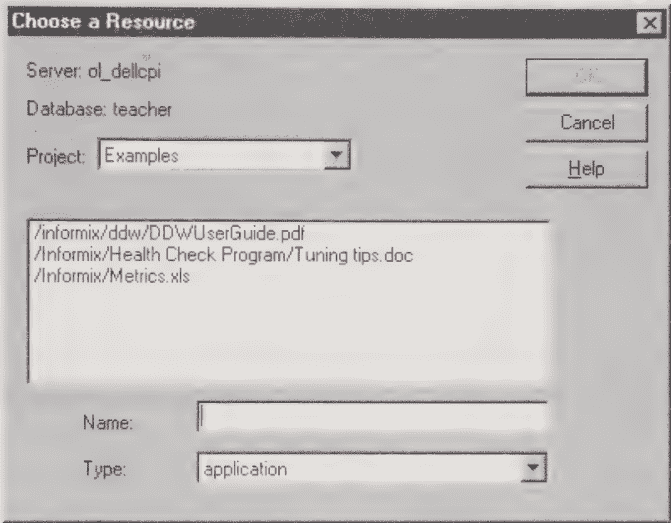 Choose a Resource
Server: ol_dellcpi
OK
Database: teacher
Cancel
Project: Examples
Help
/informix/ddw/DDWUserGuide.pdf
/Informix/Health Check Program/Tuning tips.doc
/Informix/Metrics.xls
Name:
Type: application